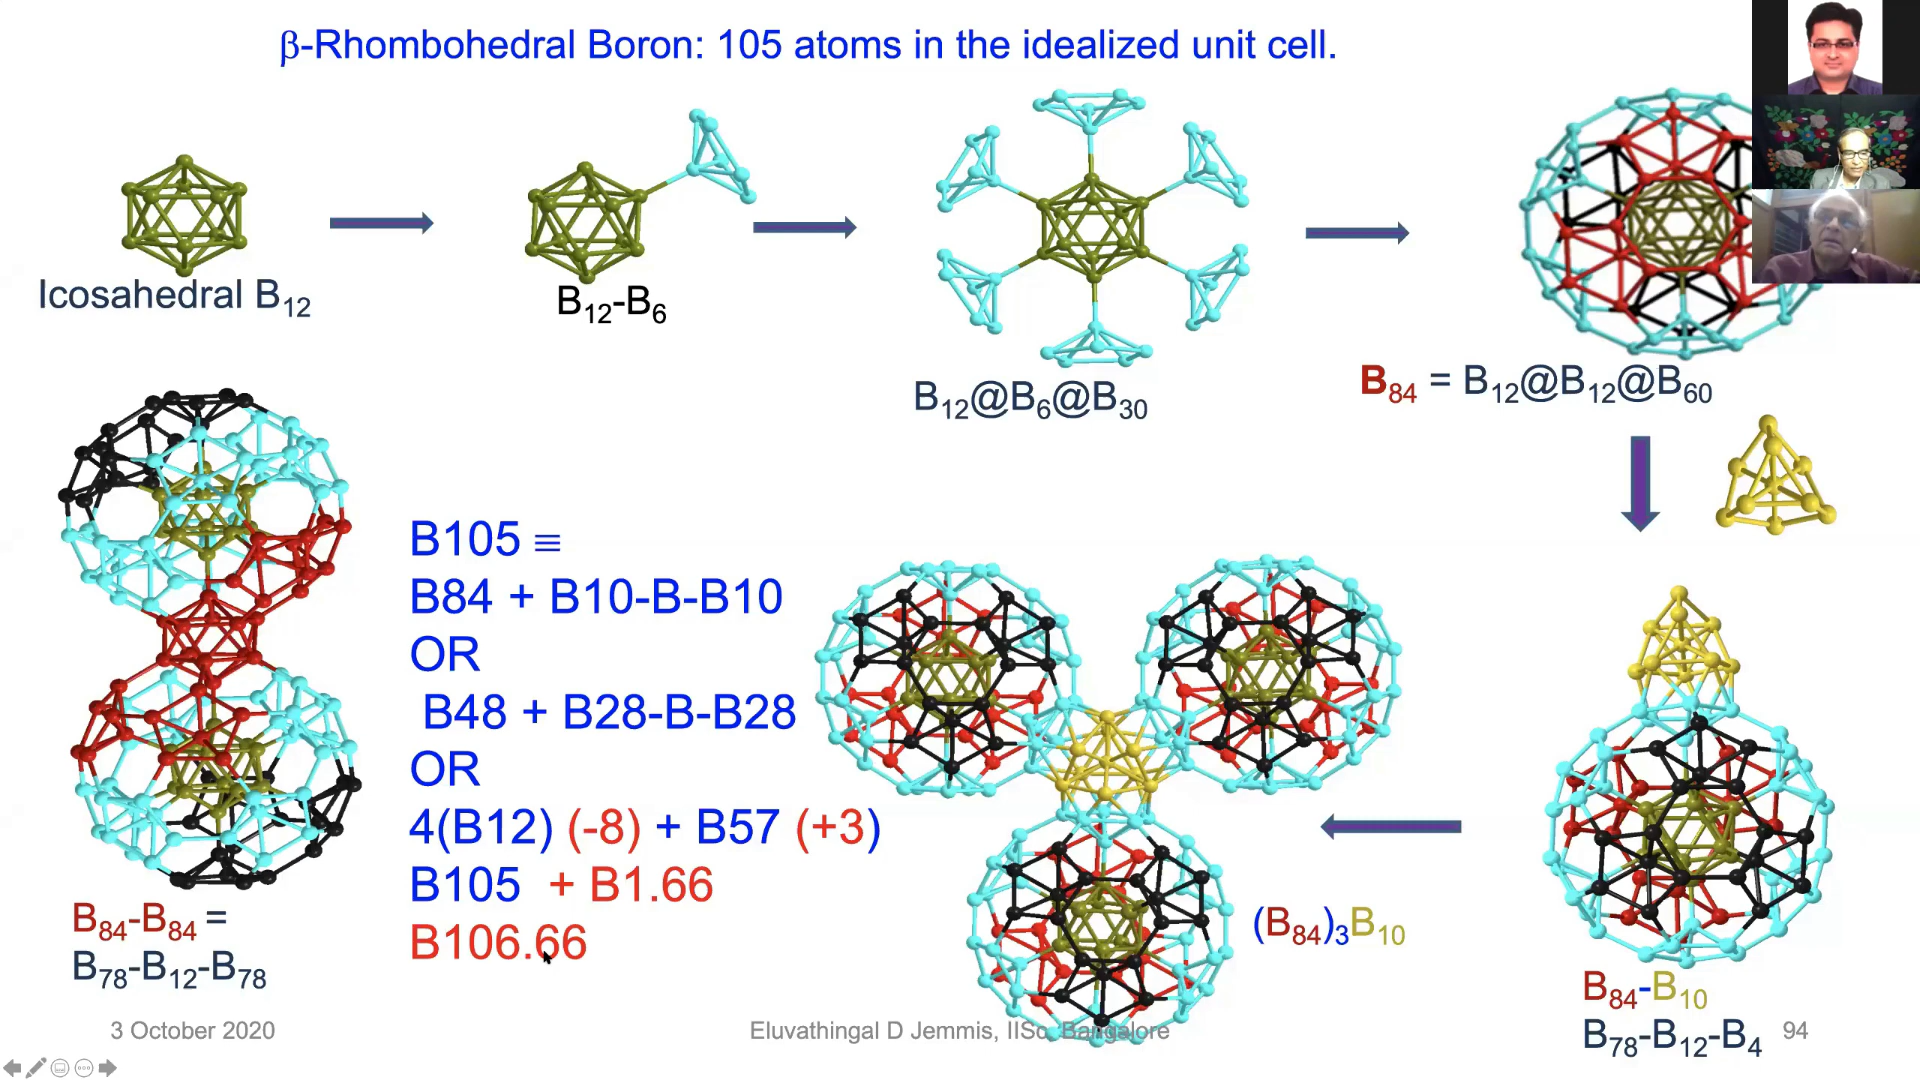 β-Rhombohedral Boron: 105 atoms in the idealized unit cell.
Icosahedral B₁₂
B₁₂-B₆
B₁₂@B₆@B₃₀
B₈₄ = B₁₂@B₁₂@B₆₀
B105 ≡
B84 + B10-B-B10
OR
B48 + B28-B-B28
OR
4(B12) (-8) + B57 (+3)
B105 + B1.66
B106.66
B₈₄-B₈₄ =
B₇₈-B₁₂-B₇₈
(B₈₄)₃B₁₀
B₈₄-B₁₀
B₇₈-B₁₂-B₄
3 October 2020
Eluvathingal D Jemmis, IISc, Bangalore
94